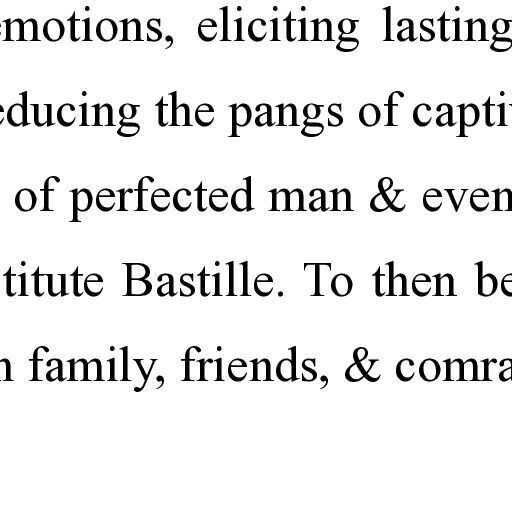 emotions, eliciting lasting
educing the pangs of capti
of perfected man & even
titute Bastille. To then be
family, friends, & comra